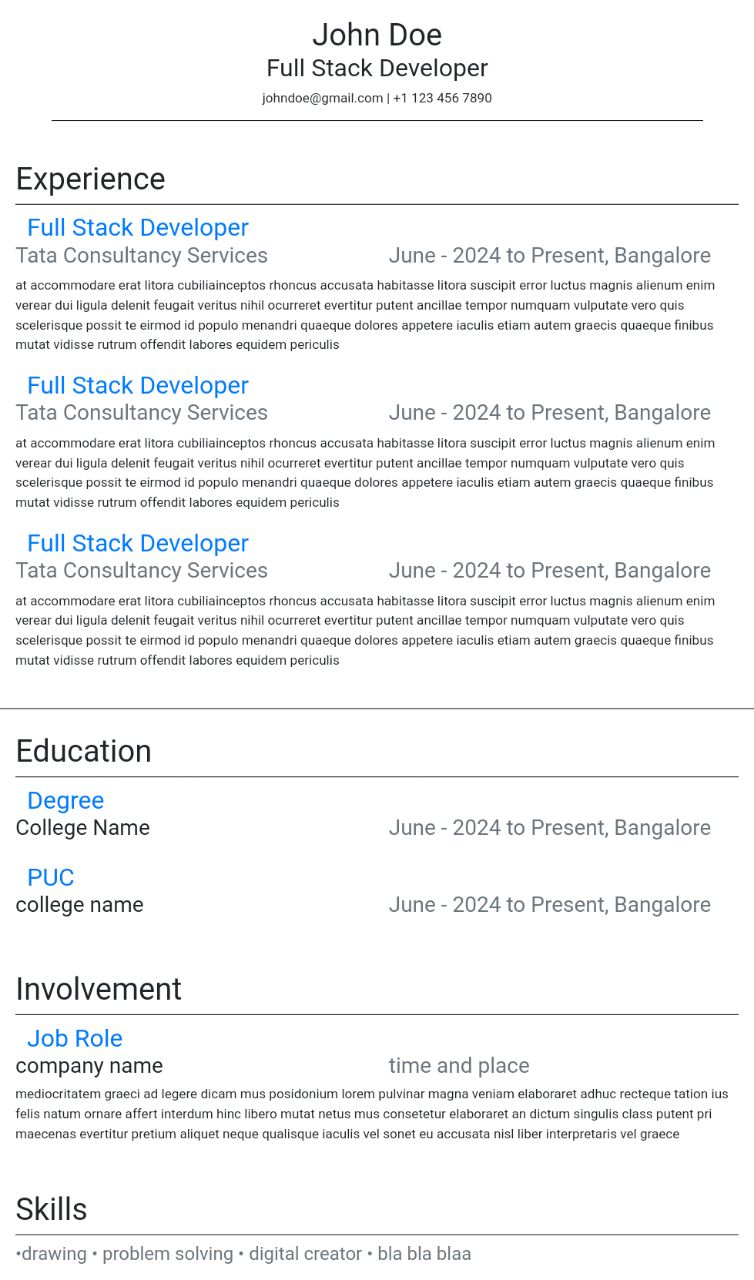 John Doe
Full Stack Developer
johndoe@gmail.com | +1 123 456 7890
Experience
Full Stack Developer
Tata Consultancy Services June - 2024 to Present, Bangalore
at accommodare erat litora cubiliainceptos rhoncus accusata habitasse litora suscipit error luctus magnis alienum enim
verear dui ligula delenit feugait veritus nihil ocurreret evertitur putent ancillae tempor numquam vulputate vero quis
scelerisque possit te eirmod id populo menandri quaeque dolores appetere iaculis etiam autem graecis quaeque finibus
mutat vidisse rutrum offendit labores equidem periculis
Full Stack Developer
Tata Consultancy Services June - 2024 to Present, Bangalore
at accommodare erat litora cubiliainceptos rhoncus accusata habitasse litora suscipit error luctus magnis alienum enim
verear dui ligula delenit feugait veritus nihil ocurreret evertitur putent ancillae tempor numquam vulputate vero quis
scelerisque possit te eirmod id populo menandri quaeque dolores appetere iaculis etiam autem graecis quaeque finibus
mutat vidisse rutrum offendit labores equidem periculis
Full Stack Developer
Tata Consultancy Services June - 2024 to Present, Bangalore
at accommodare erat litora cubiliainceptos rhoncus accusata habitasse litora suscipit error luctus magnis alienum enim
verear dui ligula delenit feugait veritus nihil ocurreret evertitur putent ancillae tempor numquam vulputate vero quis
scelerisque possit te eirmod id populo menandri quaeque dolores appetere iaculis etiam autem graecis quaeque finibus
mutat vidisse rutrum offendit labores equidem periculis
Education
Degree
College Name June - 2024 to Present, Bangalore
PUC
college name June - 2024 to Present, Bangalore
Involvement
Job Role
company name time and place
mediocritatem graeci ad legere dicam mus posidonium lorem pulvinar magna veniam elaboraret adhuc recteque tation ius
felis natum ornare affert interdum hinc libero mutat netus mus consetetur elaboraret an dictum singulis class putent pri
maecenas evertitur pretium aliquet neque qualisque iaculis vel sonet eu accusata nisl liber interpretaris vel graece
Skills
•drawing • problem solving • digital creator • bla bla blaa